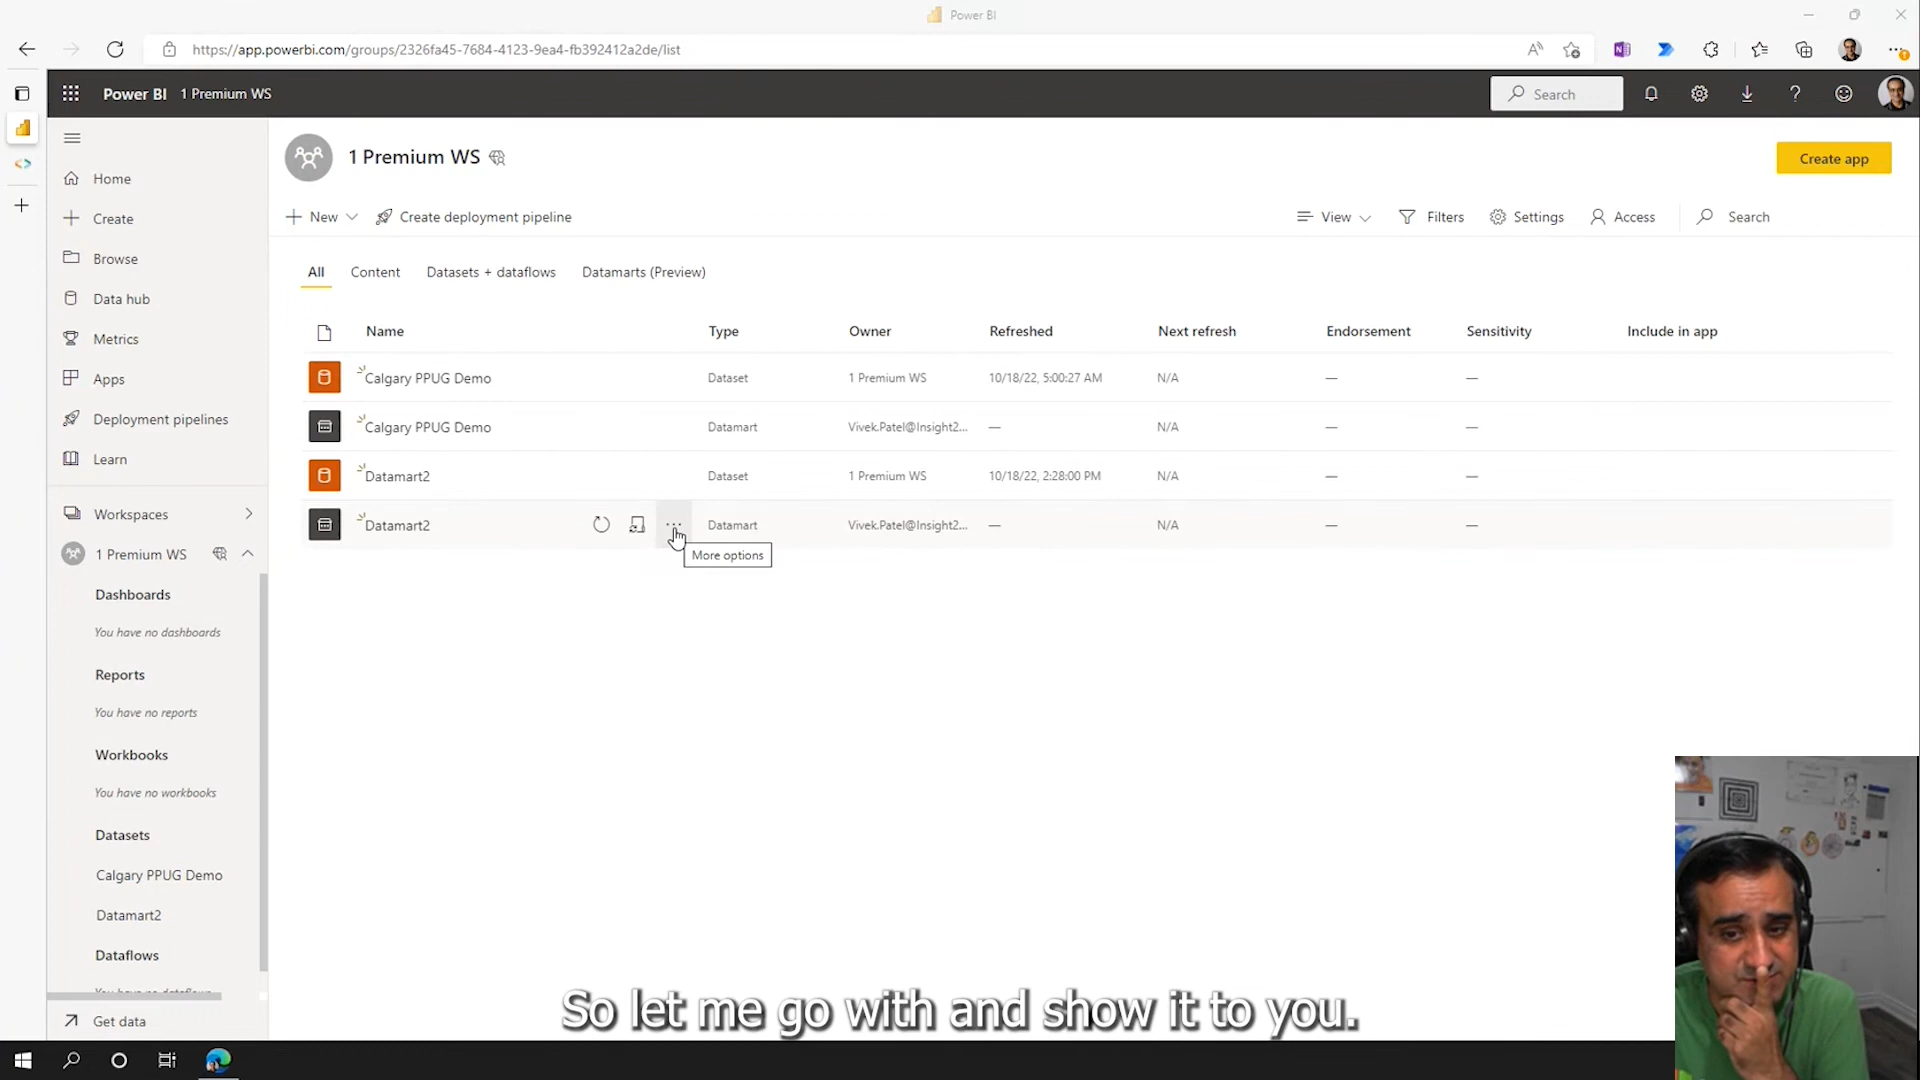 Power BI
https://app.powerbi.com/groups/2326fa45-7684-4123-9ea4-fb392412a2de/list
Power BI 1 Premium WS
Search
1 Premium WS
Create app
New
Create deployment pipeline
View
Filters
Settings
Access
Search
All
Content
Datasets + dataflows
Datamarts (Preview)
Name Type Owner Refreshed Next refresh Endorsement Sensitivity Include in app
Calgary PPUG Demo Dataset 1 Premium WS 10/18/22, 5:00:27 AM N/A — —
Calgary PPUG Demo Datamart Vivek.Patel@Insight2... — N/A — —
Datamart2 Dataset 1 Premium WS 10/18/22, 2:28:00 PM N/A — —
Datamart2 ... Datamart Vivek.Patel@Insight2... — N/A — —
More options
Home
Create
Browse
Data hub
Metrics
Apps
Deployment pipelines
Learn
Workspaces
1 Premium WS
Dashboards
You have no dashboards
Reports
You have no reports
Workbooks
You have no workbooks
Datasets
Calgary PPUG Demo
Datamart2
Dataflows
You have no dataflows
Get data
So let me go with and show it to you.